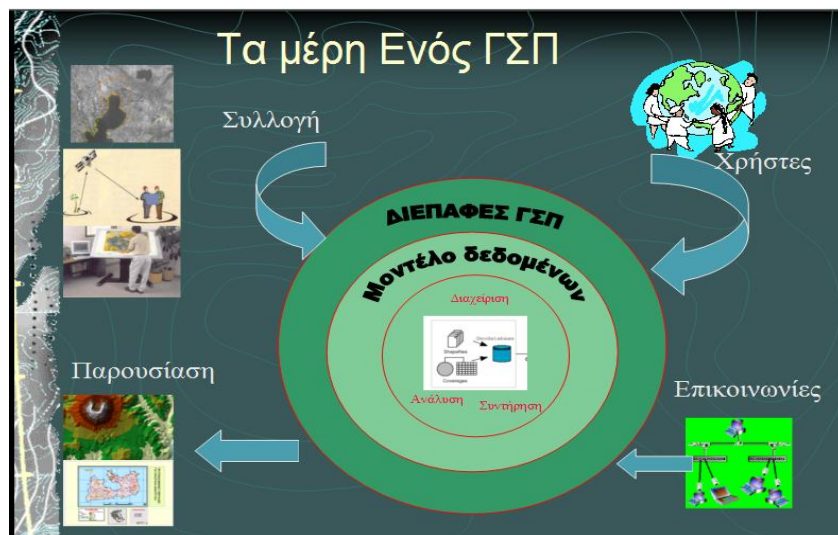 Τα μέρη Ενός ΓΣΠ
Συλλογή
Χρήστες
ΔΙΕΠΑΦΕΣ ΓΣΠ
Μοντέλο δεδομένων
Διαχείριση
Shapefiles
Coverages
Ανάλυση
Συντήρηση
Παρουσίαση
Επικοινωνίες